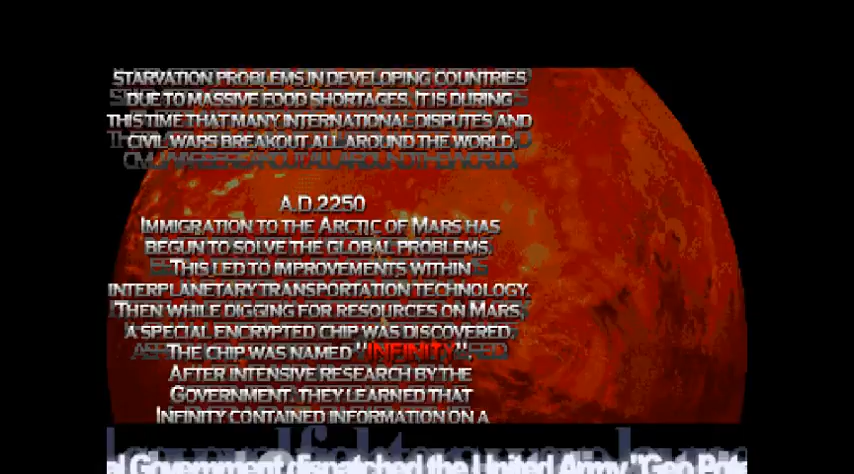 STARVATION PROBLEMS IN DEVELOPING COUNTRIES
DUE TO MASSIVE FOOD SHORTAGES. IT IS DURING
THIS TIME THAT MANY INTERNATIONAL DISPUTES AND
CIVIL WARS BREAKOUT ALL AROUND THE WORLD.
A.D.2250
IMMIGRATION TO THE ARCTIC OF MARS HAS
BEGUN TO SOLVE THE GLOBAL PROBLEMS.
THIS LED TO IMPROVEMENTS WITHIN
INTERPLANETARY TRANSPORTATION TECHNOLOGY.
THEN WHILE DIGGING FOR RESOURCES ON MARS,
A SPECIAL ENCRYPTED CHIP WAS DISCOVERED.
THE CHIP WAS NAMED "INFINITY".
AFTER INTENSIVE RESEARCH BY THE
GOVERNMENT, THEY LEARNED THAT
INFINITY CONTAINED INFORMATION ON A
al Government dispatched the United Army "Geo